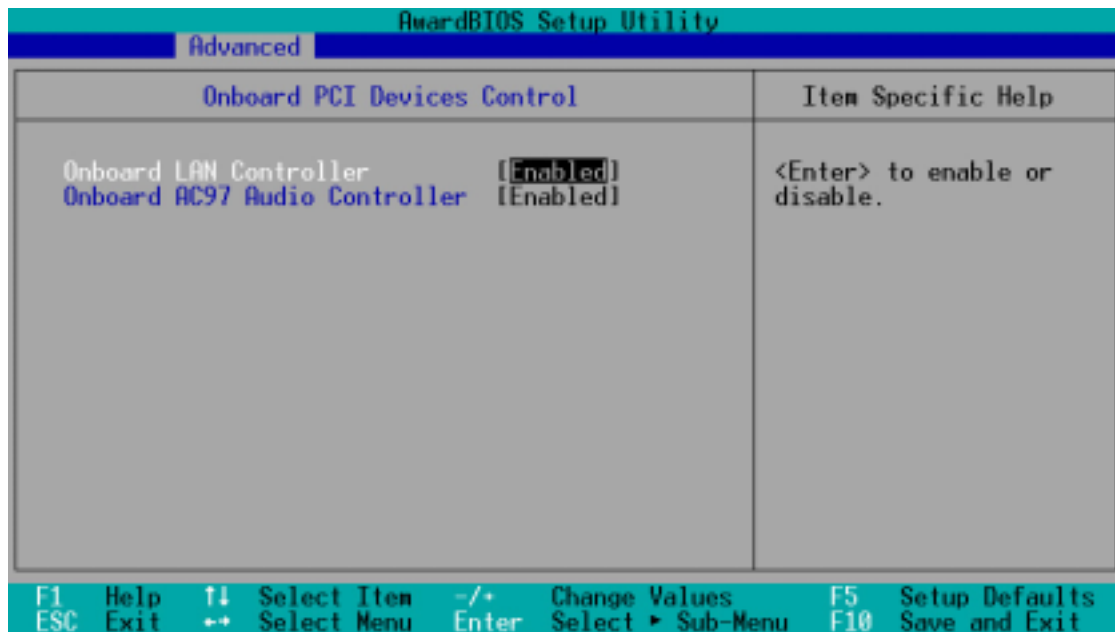 AwardBIOS Setup Utility
Advanced
Onboard PCI Devices Control
Item Specific Help
Onboard LAN Controller [Enabled]
Onboard AC97 Audio Controller [Enabled]
<Enter> to enable or
disable.
F1 Help ↑↓ Select Item -/+ Change Values F5 Setup Defaults
ESC Exit ←→ Select Menu Enter Select ► Sub-Menu F10 Save and Exit